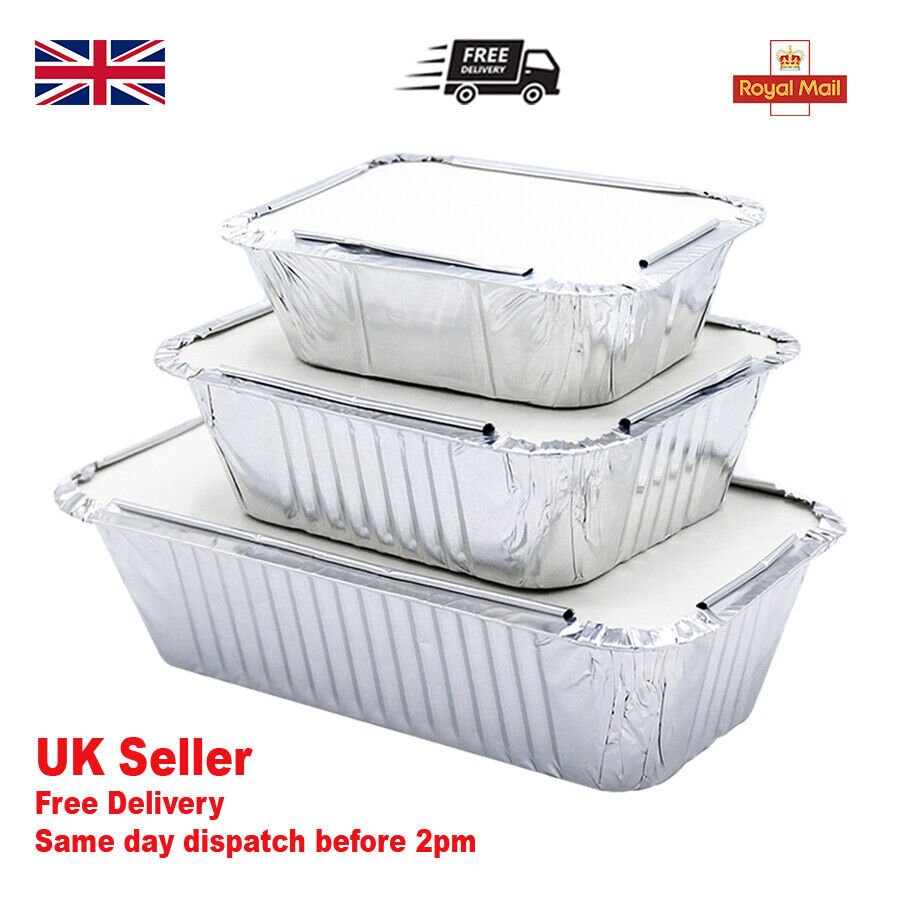 FREE
DELIVERY
Royal Mail
UK Seller
Free Delivery
Same day dispatch before 2pm